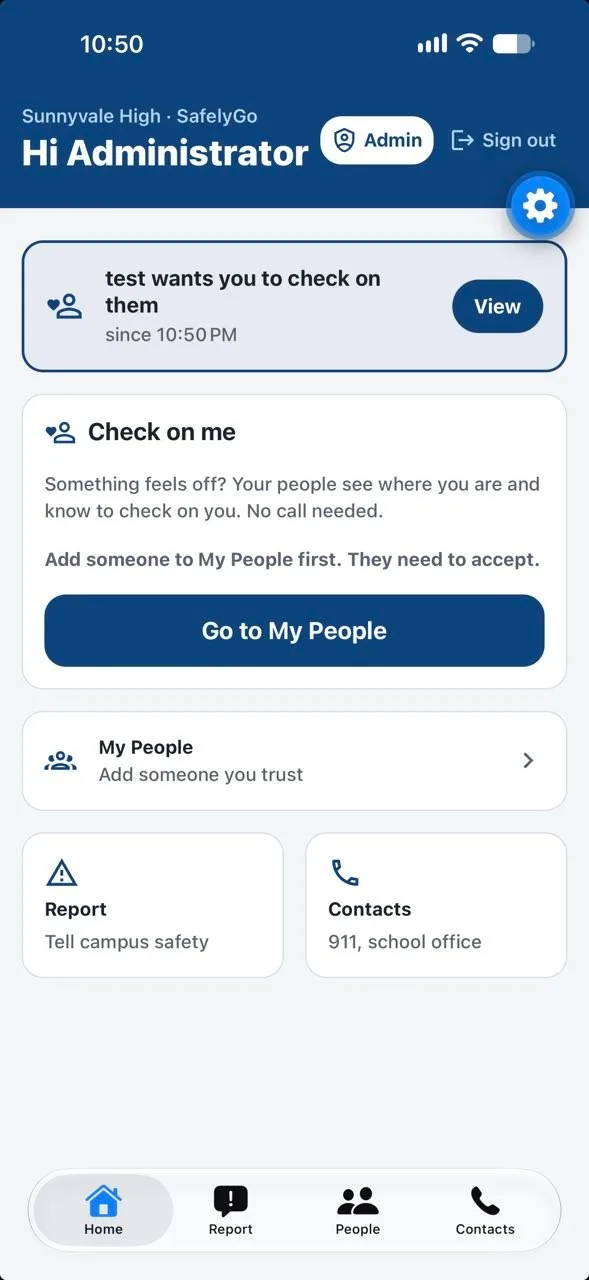 10:50
Sunnyvale High · SafelyGo
Hi Administrator
Admin
Sign out
test wants you to check on
them
since 10:50 PM
View
Check on me
Something feels off? Your people see where you are and
know to check on you. No call needed.
Add someone to My People first. They need to accept.
Go to My People
My People
Add someone you trust
Report
Tell campus safety
Contacts
911, school office
Home
Report
People
Contacts